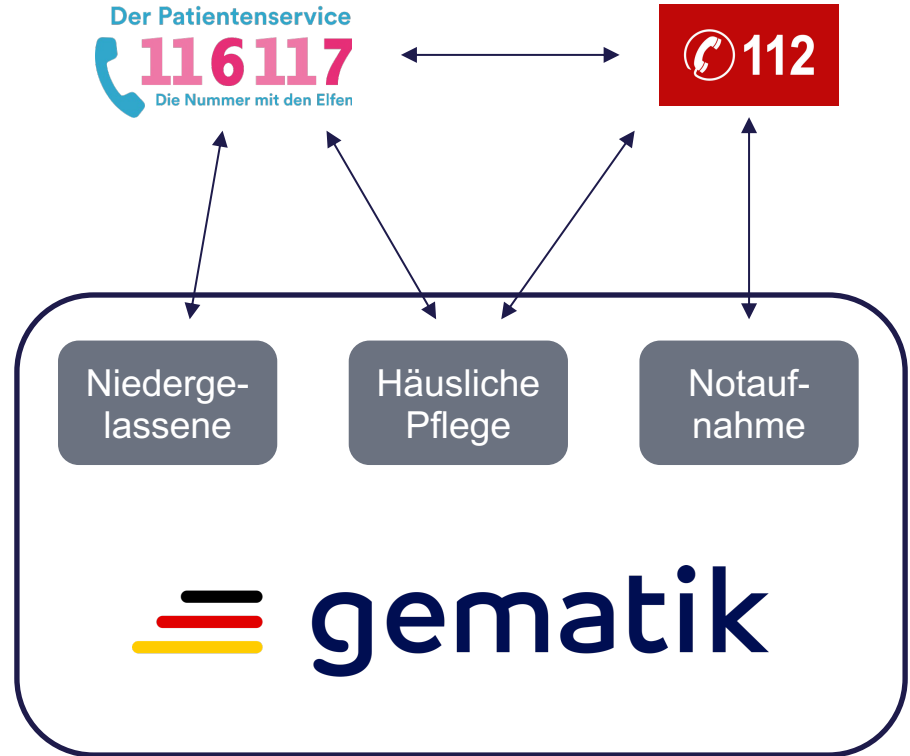 Der Patientenservice
116117
Die Nummer mit den Elfen
112
Niederge-
lassene
Häusliche
Pflege
Notauf-
nahme
gematik